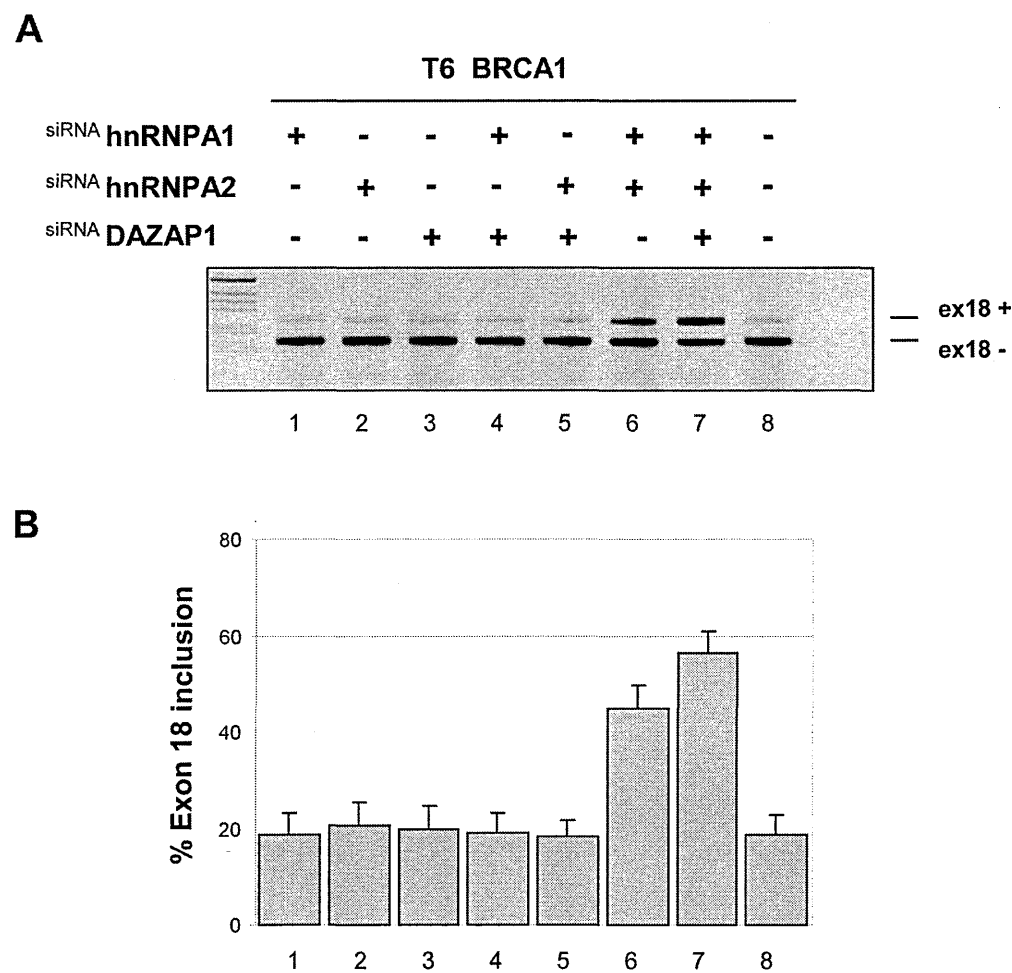 A
T6 BRCA1
siRNA hnRNPA1 + - - + - + + -
siRNA hnRNPA2 - + - - + + + -
siRNA DAZAP1 - - + + + - + -
ex18 +
ex18 -
1 2 3 4 5 6 7 8
B
% Exon 18 inclusion
80
60
40
20
0
1 2 3 4 5 6 7 8